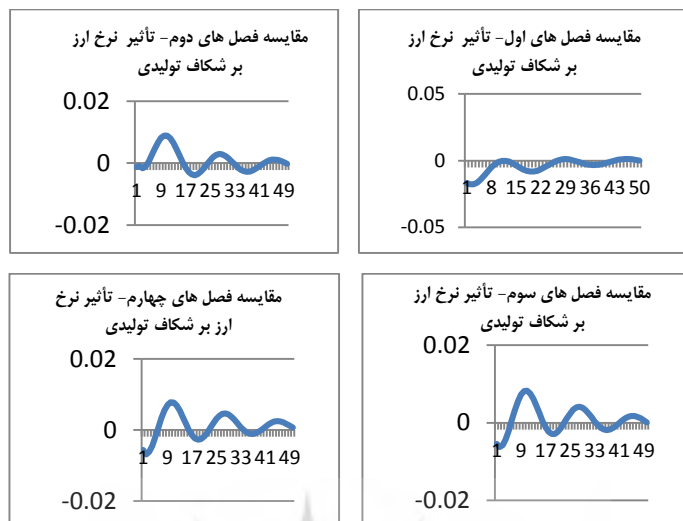 مقایسه فصل های اول- تأثیر نرخ ارز
بر شکاف تولیدی
0.05
0
-0.05
1 8 15 22 29 36 43 50
مقایسه فصل های دوم- تأثیر نرخ ارز
بر شکاف تولیدی
0.02
0
-0.02
1 9 17 25 33 41 49
مقایسه فصل های سوم- تأثیر نرخ ارز
بر شکاف تولیدی
0.02
0
-0.02
1 9 17 25 33 41 49
مقایسه فصل های چهارم- تأثیر نرخ
ارز بر شکاف تولیدی
0.02
0
-0.02
1 9 17 25 33 41 49